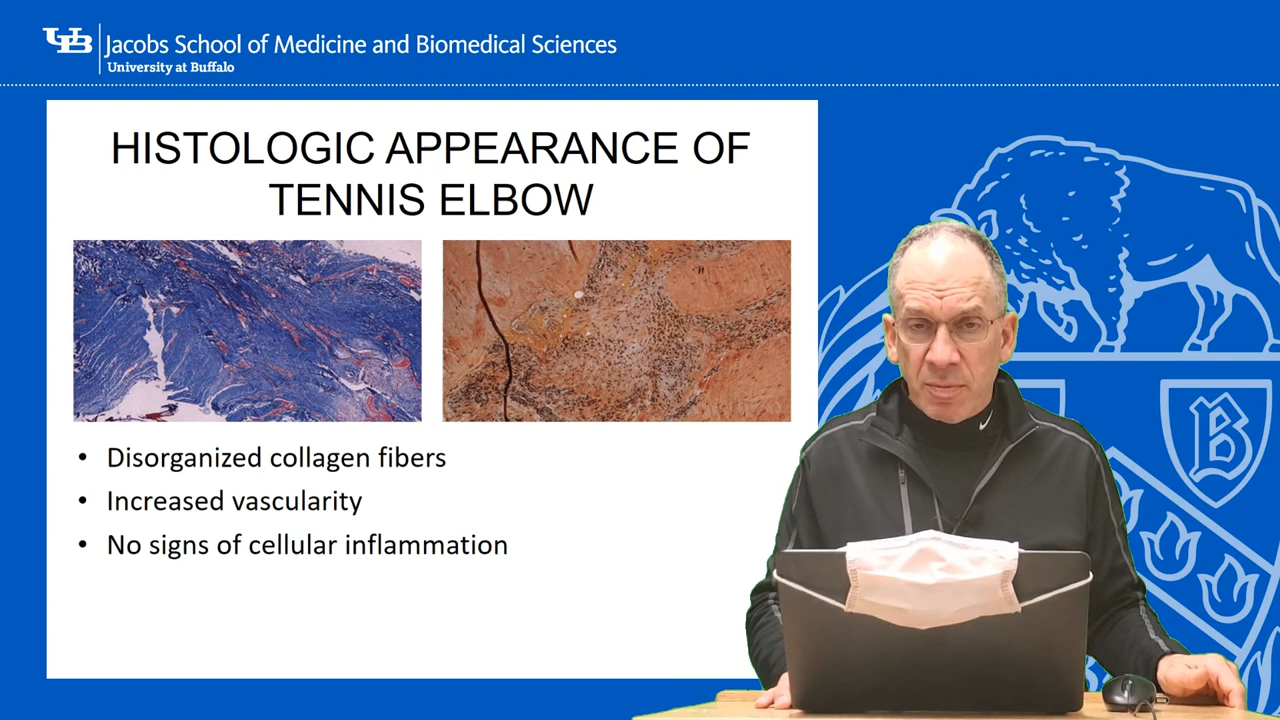 UB Jacobs School of Medicine and Biomedical Sciences
University at Buffalo
HISTOLOGIC APPEARANCE OF
TENNIS ELBOW
• Disorganized collagen fibers
• Increased vascularity
• No signs of cellular inflammation
B